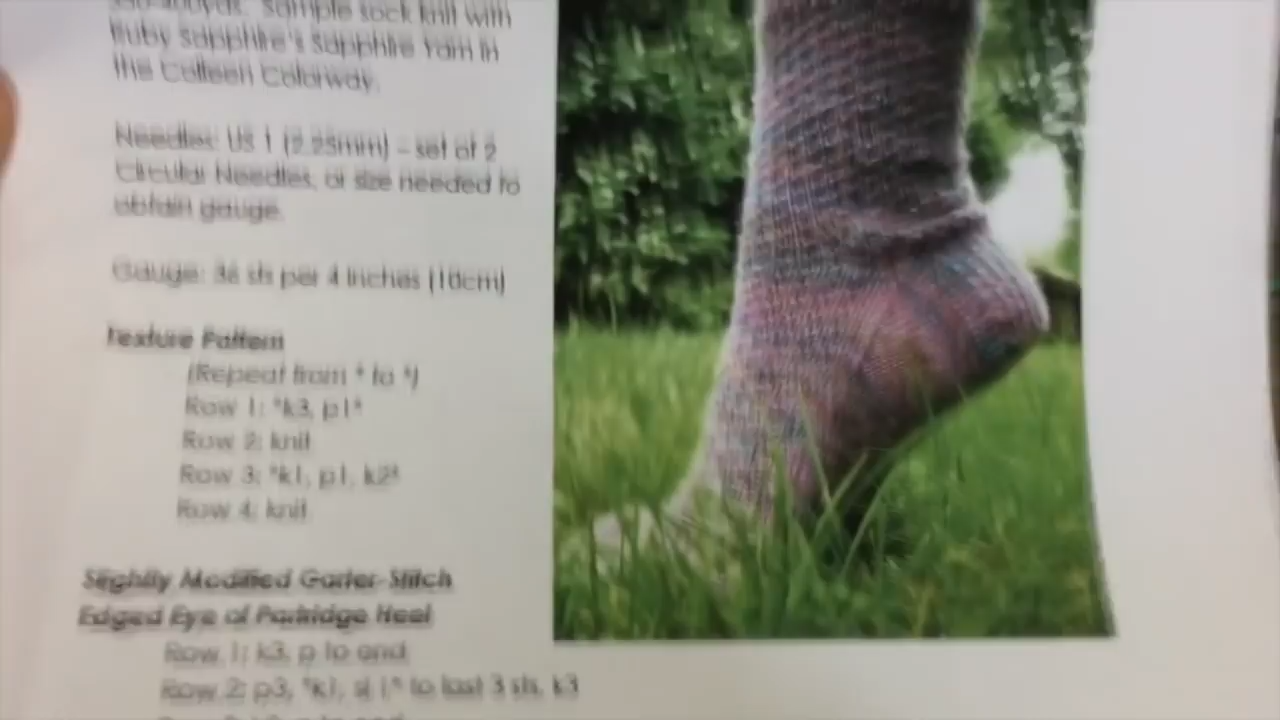 350-400yds. Sample sock knit with
Ruby Sapphire's Sapphire Yarn in
the Colleen Colorway.
Needles: US 1 (2.25mm) – set of 2
Circular Needles, or size needed to
obtain gauge.
Gauge: 36 sts per 4 inches (10cm)
Texture Pattern
(Repeat from * to *)
Row 1: *k3, p1*
Row 2: knit
Row 3: *k1, p1, k2*
Row 4: knit
Slightly Modified Garter-Stitch
Edged Eye of Partridge Heel
Row 1: k3, p to end
Row 2: p3, *k1, sl 1* to last 3 sts, k3